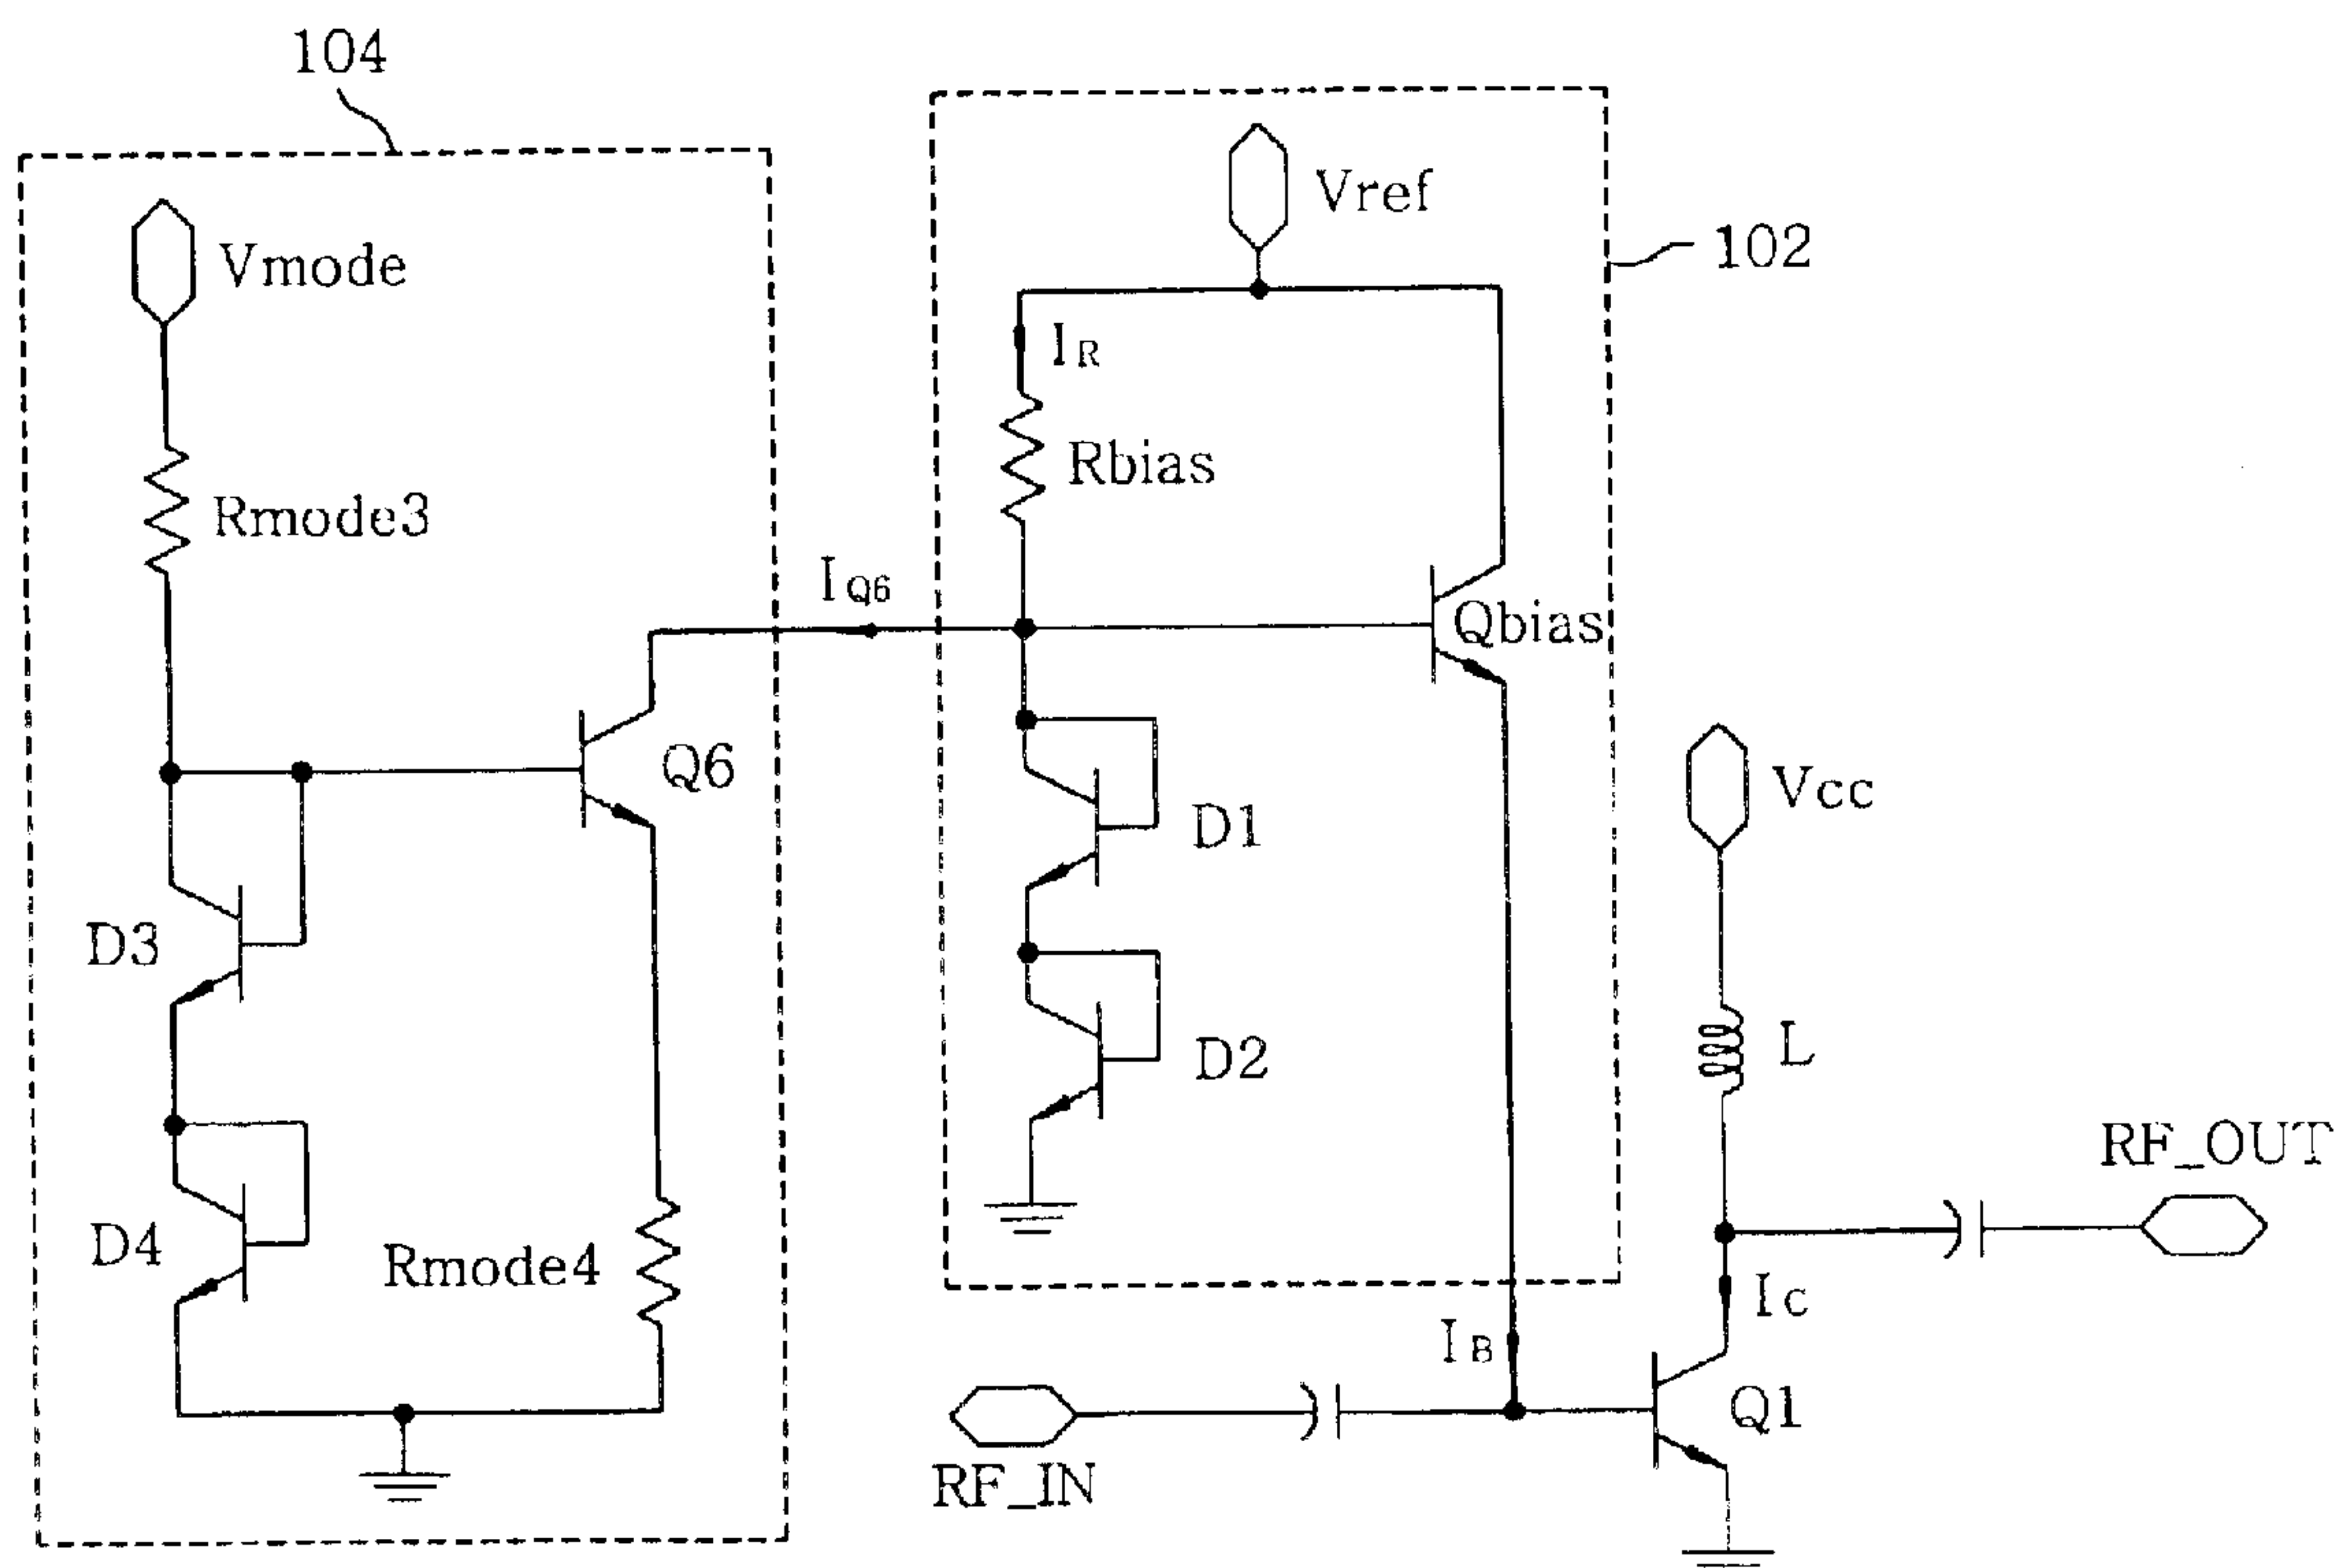 104
Vref
102
Vmode
IR
Rbias
Rmode3
IQ6
Qbias
Q6
Vcc
D1
D3
L
D2
RF_OUT
D4
Rmode4
IC
IB
Q1
RF_IN